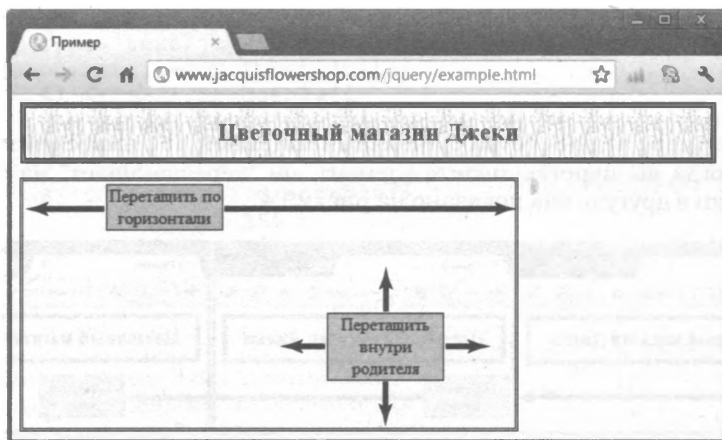 Пример
www.jacquisflowershop.com/jquery/example.html
Цветочный магазин Джеки
Перетащить по
горизонтали
Перетащить
внутри
родителя